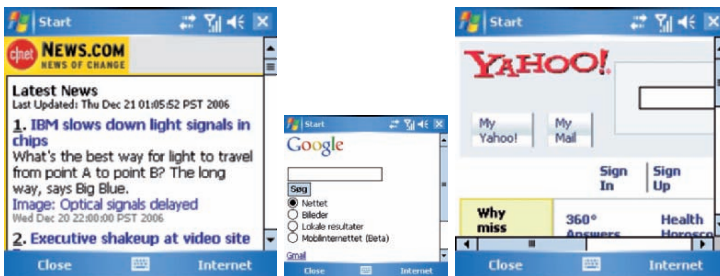 Start
c|net NEWS.COM
NEWS OF CHANGE
Latest News
Last Updated: Thu Dec 21 01:05:52 PST 2006
1. IBM slows down light signals in
chips
What's the best way for light to travel
from point A to point B? The long
way, says Big Blue.
Image: Optical signals delayed
Wed Dec 20 22:00:00 PST 2006
2. Executive shakeup at video site
Close Internet
Start
Google
Søg
Nettet
Billeder
Lokale resultater
Mobilinternettet (Beta)
Gmail
Close Internet
Start
YAHOO!
My My
Yahoo! Mail
Sign Sign
In Up
Why 360° Health
miss Answers Horosco
Close Internet